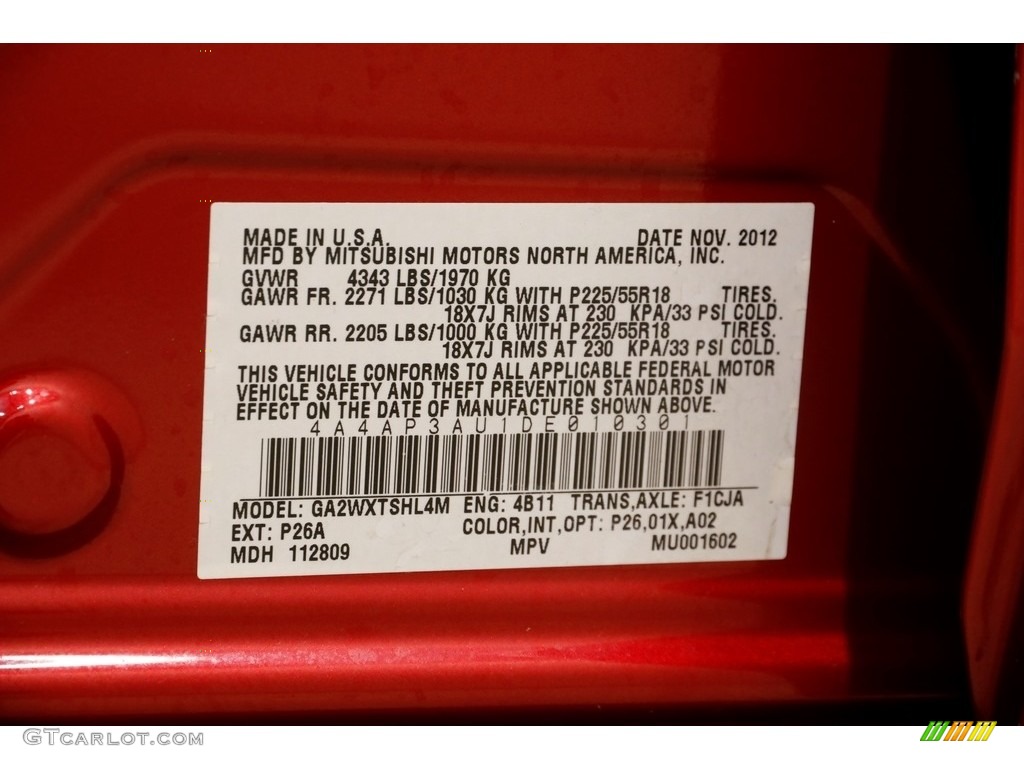 MADE IN U.S.A. DATE NOV. 2012
MFD BY MITSUBISHI MOTORS NORTH AMERICA, INC.
GVWR 4343 LBS/1970 KG
GAWR FR. 2271 LBS/1030 KG WITH P225/55R18 TIRES.
18X7J RIMS AT 230 KPA/33 PSI COLD.
GAWR RR. 2205 LBS/1000 KG WITH P225/55R18 TIRES.
18X7J RIMS AT 230 KPA/33 PSI COLD.
THIS VEHICLE CONFORMS TO ALL APPLICABLE FEDERAL MOTOR
VEHICLE SAFETY AND THEFT PREVENTION STANDARDS IN
EFFECT ON THE DATE OF MANUFACTURE SHOWN ABOVE.
4A4AP3AU1DE010301
MODEL: GA2WXTSHL4M ENG: 4B11 TRANS,AXLE: F1CJA
EXT: P26A COLOR,INT,OPT: P26,01X,A02
MDH 112809 MPV MU001602
GTCARLOT.COM